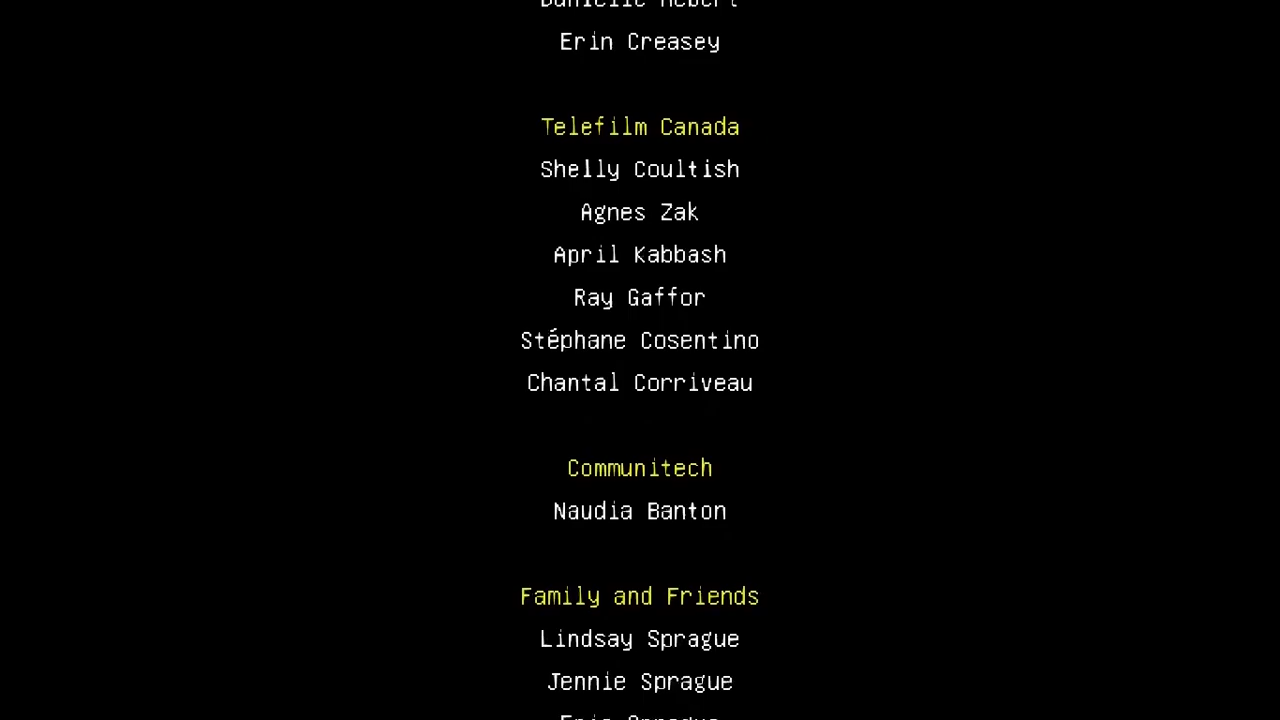 Erin Creasey
Telefilm Canada
Shelly Coultish
Agnes Zak
April Kabbash
Ray Gaffor
Stéphane Cosentino
Chantal Corriveau
Communitech
Naudia Banton
Family and Friends
Lindsay Sprague
Jennie Sprague